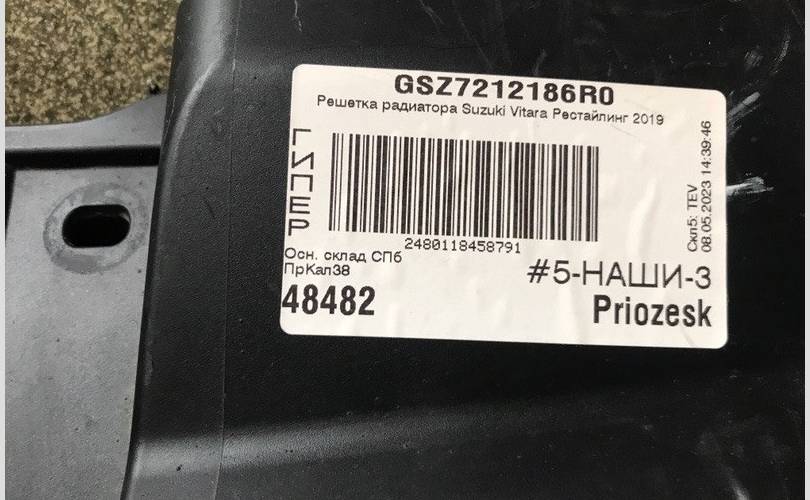 GSZ7212186R0
Решетка радиатора Suzuki Vitara Рестайлинг 2019
ГИПЕР
2480118458791
Скл5: TEV
08.05.2023 14:39:46
Осн. склад СПб
ПрКал38
#5-НАШИ-3
48482
Priozesk